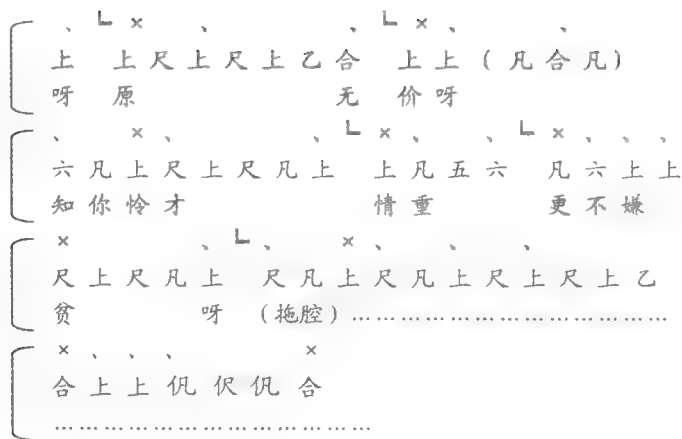 、 ┗ × 、 、 ┗ × 、 、
上 上尺上尺上乙合 上上(凡合凡)
呀 原 无 价呀
、 × 、 、 ┗ × 、 、 ┗ × 、 、 、
六凡上尺上尺凡上 上凡五六 凡六上上
知你怜才 情重 更不嫌
× 、 ┗ 、 × 、 、 、
尺上尺凡上 尺凡上尺凡上尺上尺上乙
贫 呀 (拖腔)………………………………
× 、 、 、 ×
合上上仉伬仉合
………………………………